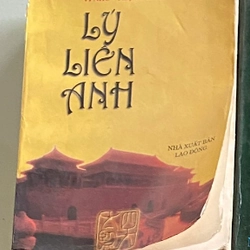 LÝ
LIÊN
ANH
NHÀ XUẤT BẢN
LAO ĐỘNG